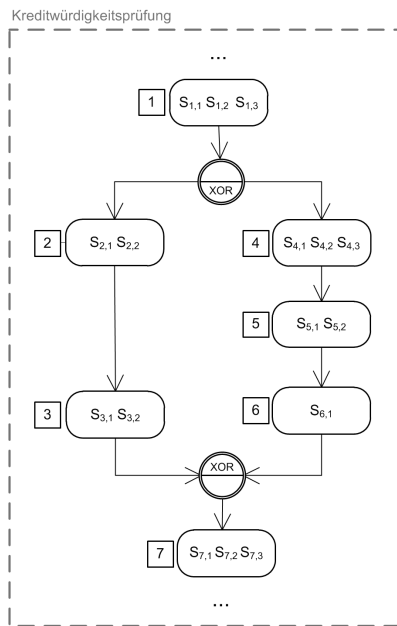 Kreditwürdigkeitsprüfung
...
1 S1,1 S1,2 S1,3
XOR
2 S2,1 S2,2
4 S4,1 S4,2 S4,3
5 S5,1 S5,2
3 S3,1 S3,2
6 S6,1
XOR
7 S7,1 S7,2 S7,3
...